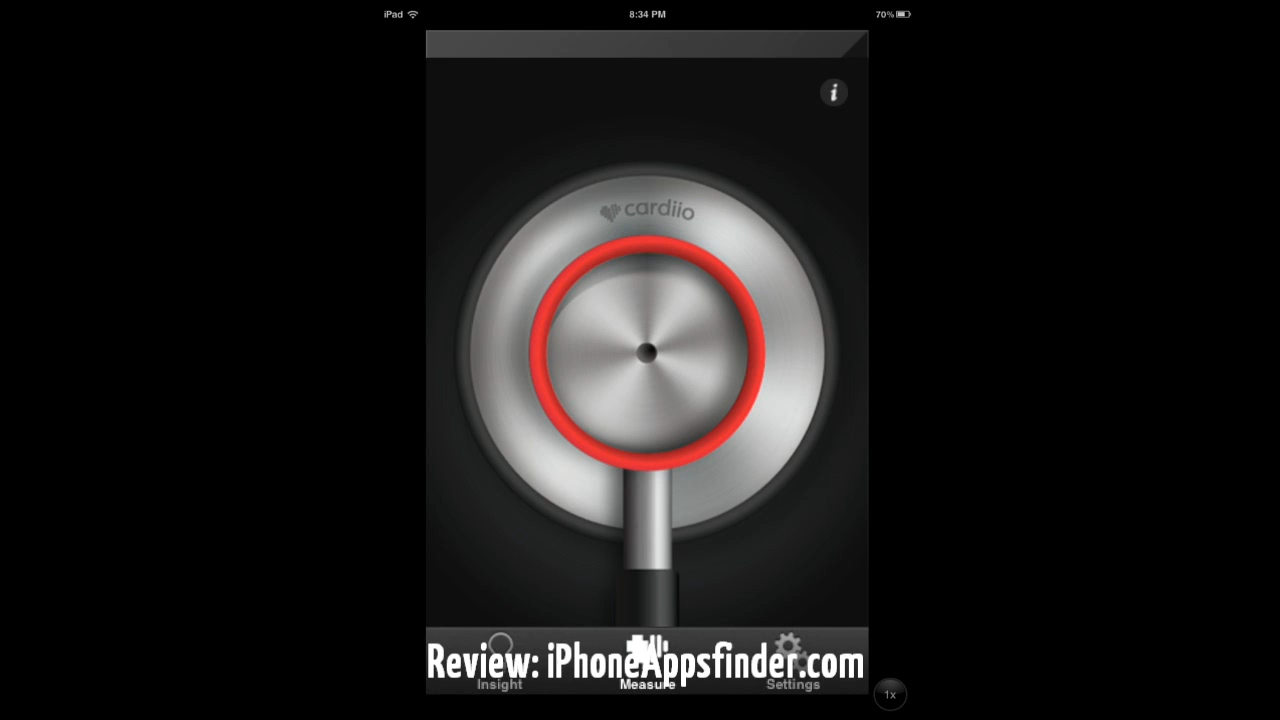 iPad 8:34 PM 70%
i
cardiio
Review: iPhoneAppsfinder.com
Insight Measure Settings
1x